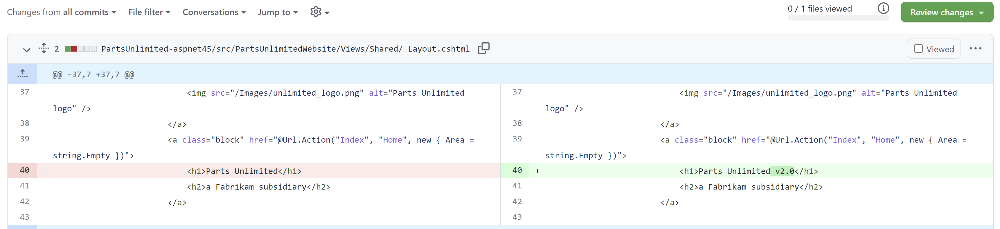 Changes from all commits File filter Conversations Jump to 0 / 1 files viewed Review changes
2 PartsUnlimited-aspnet45/src/PartsUnlimitedWebsite/Views/Shared/_Layout.cshtml Viewed
@@ -37,7 +37,7 @@
37 <img src="/Images/unlimited_logo.png" alt="Parts Unlimited
logo" />
38 </a>
39 <a class="block" href="@Url.Action("Index", "Home", new { Area =
string.Empty })">
40 - <h1>Parts Unlimited</h1>
41 <h2>a Fabrikam subsidiary</h2>
42 </a>
43
37 <img src="/Images/unlimited_logo.png" alt="Parts Unlimited
logo" />
38 </a>
39 <a class="block" href="@Url.Action("Index", "Home", new { Area =
string.Empty })">
40 + <h1>Parts Unlimited v2.0</h1>
41 <h2>a Fabrikam subsidiary</h2>
42 </a>
43